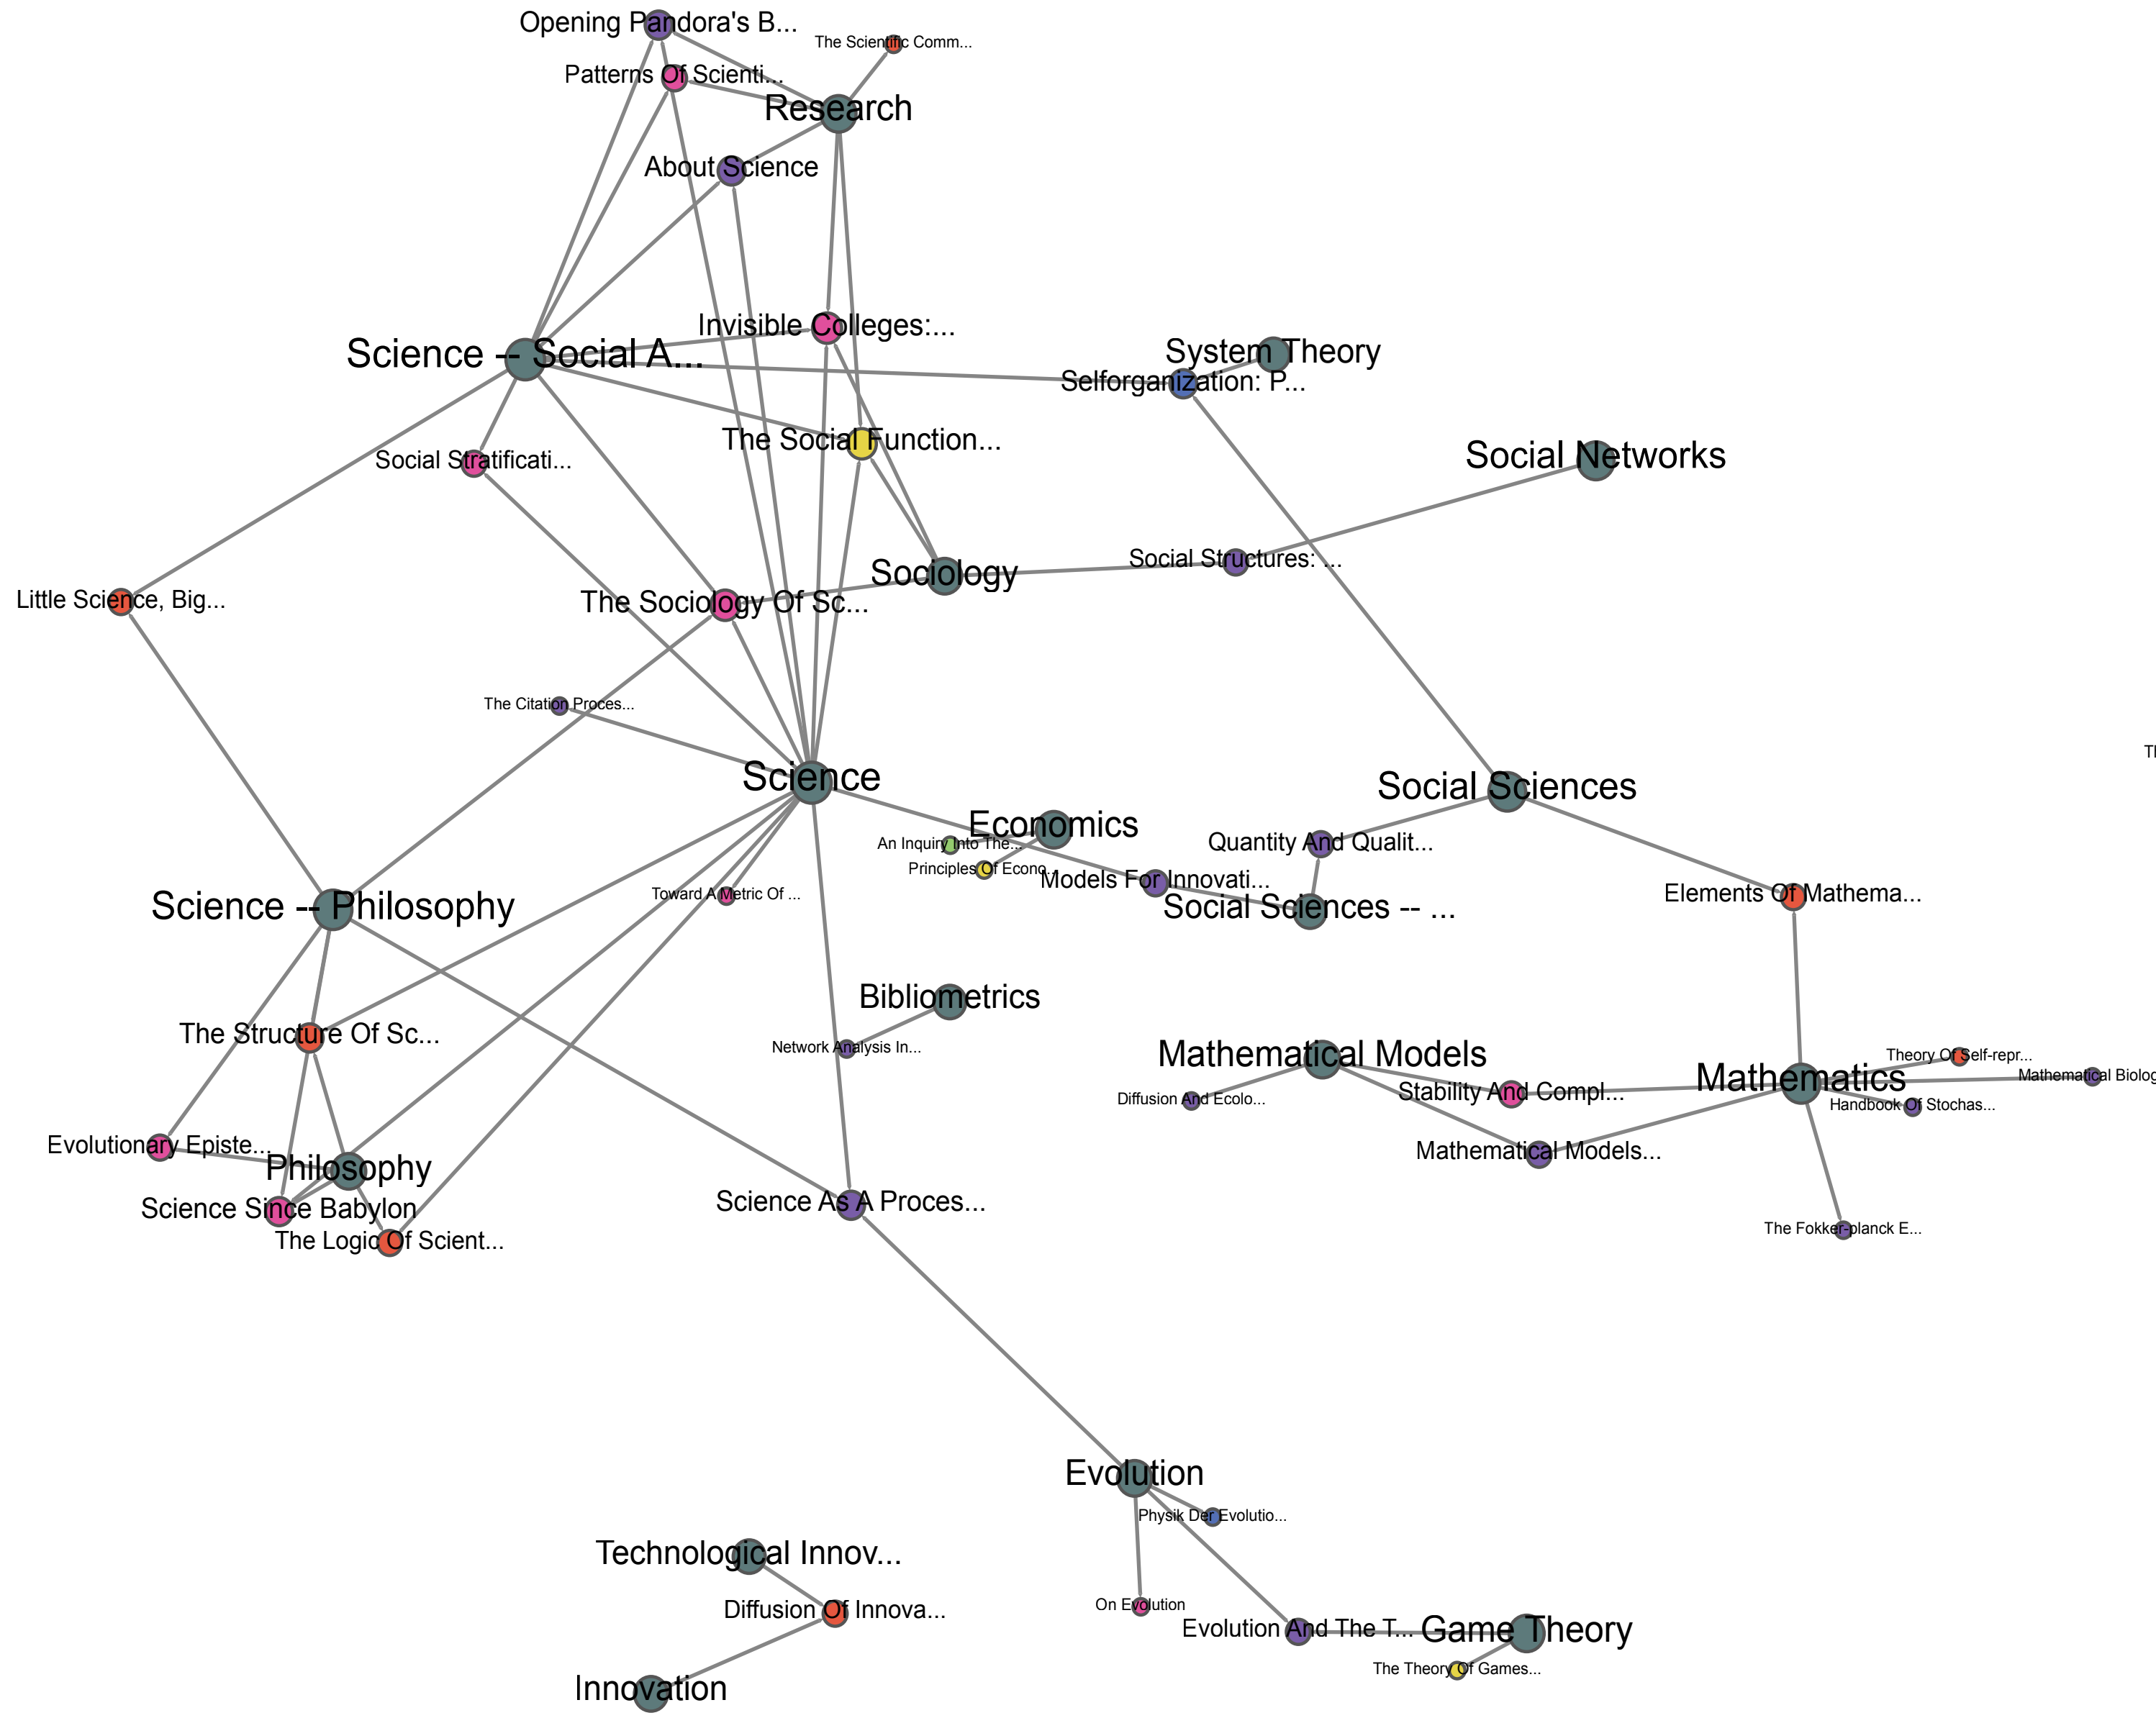 Opening Pandora's B...
The Scientific Comm...
Patterns Of Scienti...
Research
About Science
Invisible Colleges:...
Science -- Social A...
System Theory
Selforganization: P...
The Social Function...
Social Stratificati...
Social Networks
Social Structures: ...
Sociology
Little Science, Big...
The Sociology Of Sc...
The Citation Proces...
Science
Social Sciences
Economics
An Inquiry Into The...
Quantity And Qualit...
Principles Of Econo...
Models For Innovati...
Toward A Metric Of ...
Elements Of Mathema...
Science -- Philosophy
Social Sciences -- ...
Bibliometrics
The Structure Of Sc...
Network Analysis In...
Mathematical Models
Theory Of Self-repr...
Mathematics
Mathematical Biolog
Stability And Compl...
Diffusion And Ecolo...
Handbook Of Stochas...
Evolutionary Episte...
Mathematical Models...
Philosophy
Science Since Babylon
Science As A Proces...
The Fokker-planck E...
The Logic Of Scient...
Evolution
Physik Der Evolutio...
Technological Innov...
On Evolution
Diffusion Of Innova...
Evolution And The T...
Game Theory
The Theory Of Games...
Innovation